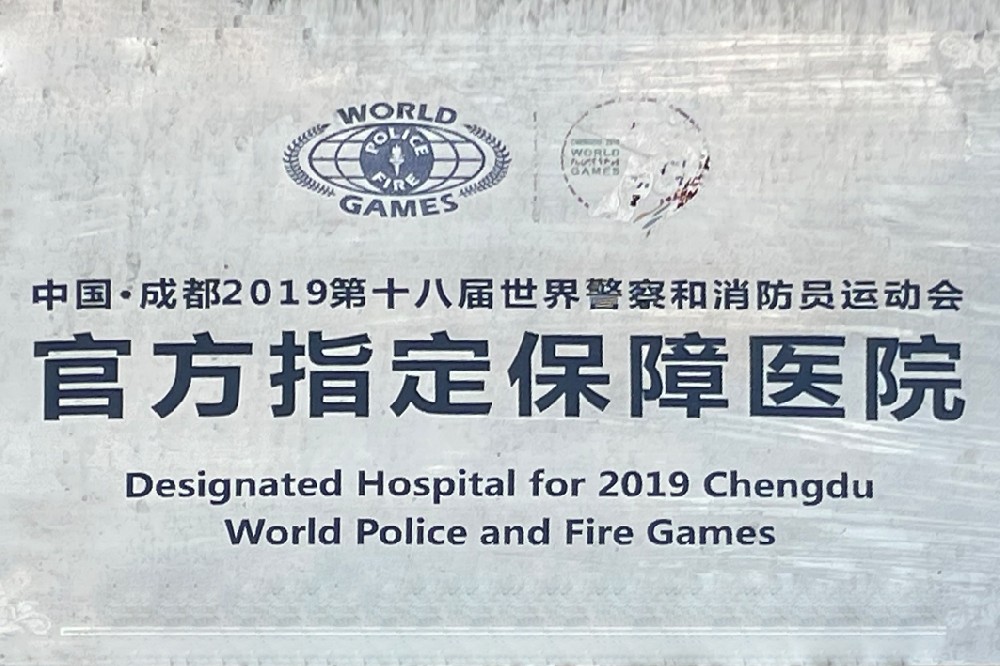 WORLD
POLICE
FIRE
GAMES
WORLD
GAMES
中国·成都2019第十八届世界警察和消防员运动会
官方指定保障医院
Designated Hospital for 2019 Chengdu
World Police and Fire Games